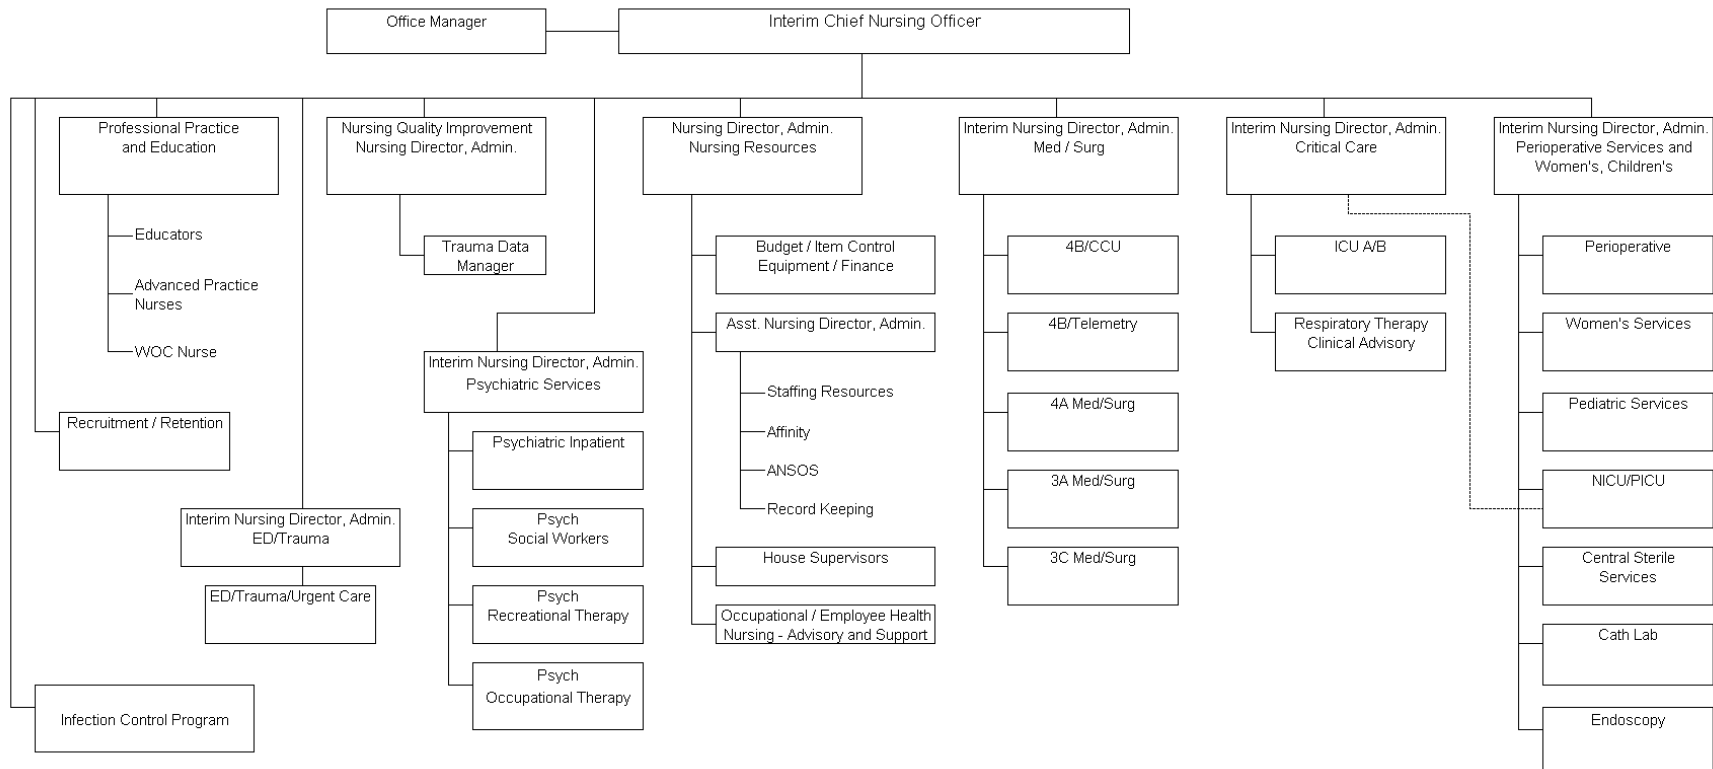 Office Manager
Interim Chief Nursing Officer
Professional Practice
and Education
Educators
Advanced Practice
Nurses
WOC Nurse
Recruitment / Retention
Infection Control Program
Interim Nursing Director, Admin.
ED/Trauma
ED/Trauma/Urgent Care
Nursing Quality Improvement
Nursing Director, Admin.
Trauma Data
Manager
Interim Nursing Director, Admin.
Psychiatric Services
Psychiatric Inpatient
Psych
Social Workers
Psych
Recreational Therapy
Psych
Occupational Therapy
Nursing Director, Admin.
Nursing Resources
Budget / Item Control
Equipment / Finance
Asst. Nursing Director, Admin.
Staffing Resources
Affinity
ANSOS
Record Keeping
House Supervisors
Occupational / Employee Health
Nursing - Advisory and Support
Interim Nursing Director, Admin.
Med / Surg
4B/CCU
4B/Telemetry
4A Med/Surg
3A Med/Surg
3C Med/Surg
Interim Nursing Director, Admin.
Critical Care
ICU A/B
Respiratory Therapy
Clinical Advisory
Interim Nursing Director, Admin.
Perioperative Services and
Women's, Children's
Perioperative
Women's Services
Pediatric Services
NICU/PICU
Central Sterile
Services
Cath Lab
Endoscopy